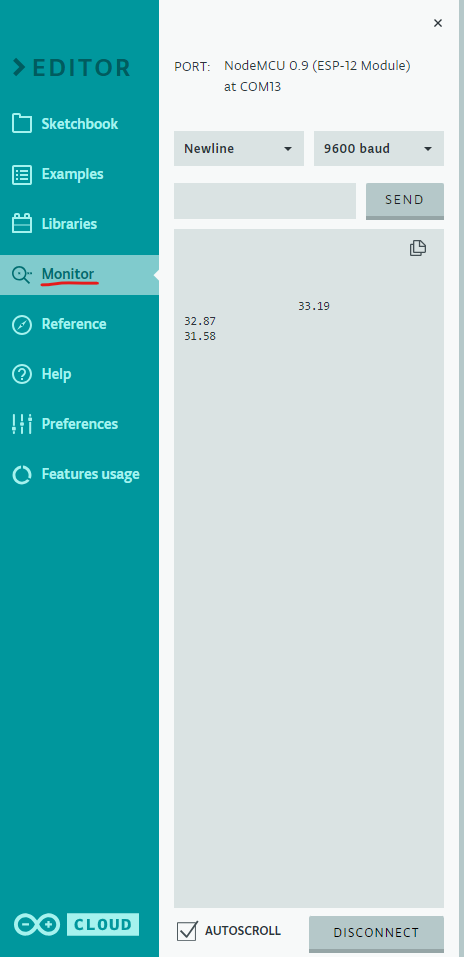 EDITOR
Sketchbook
Examples
Libraries
Monitor
Reference
Help
Preferences
Features usage
CLOUD
PORT: NodeMCU 0.9 (ESP-12 Module)
at COM13
Newline
9600 baud
SEND
33.19
32.87
31.58
AUTOSCROLL
DISCONNECT